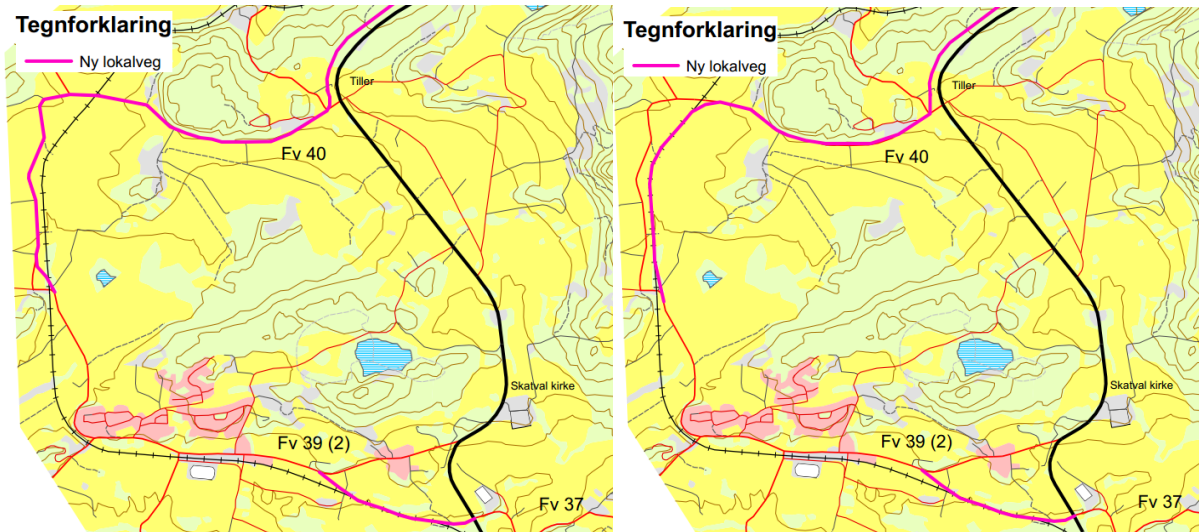 Tegnforklaring
Ny lokalveg
Tiller
Fv 40
Skatval kirke
Fv 39 (2)
Fv 37
Tegnforklaring
Ny lokalveg
Tiller
Fv 40
Skatval kirke
Fv 39 (2)
Fv 37